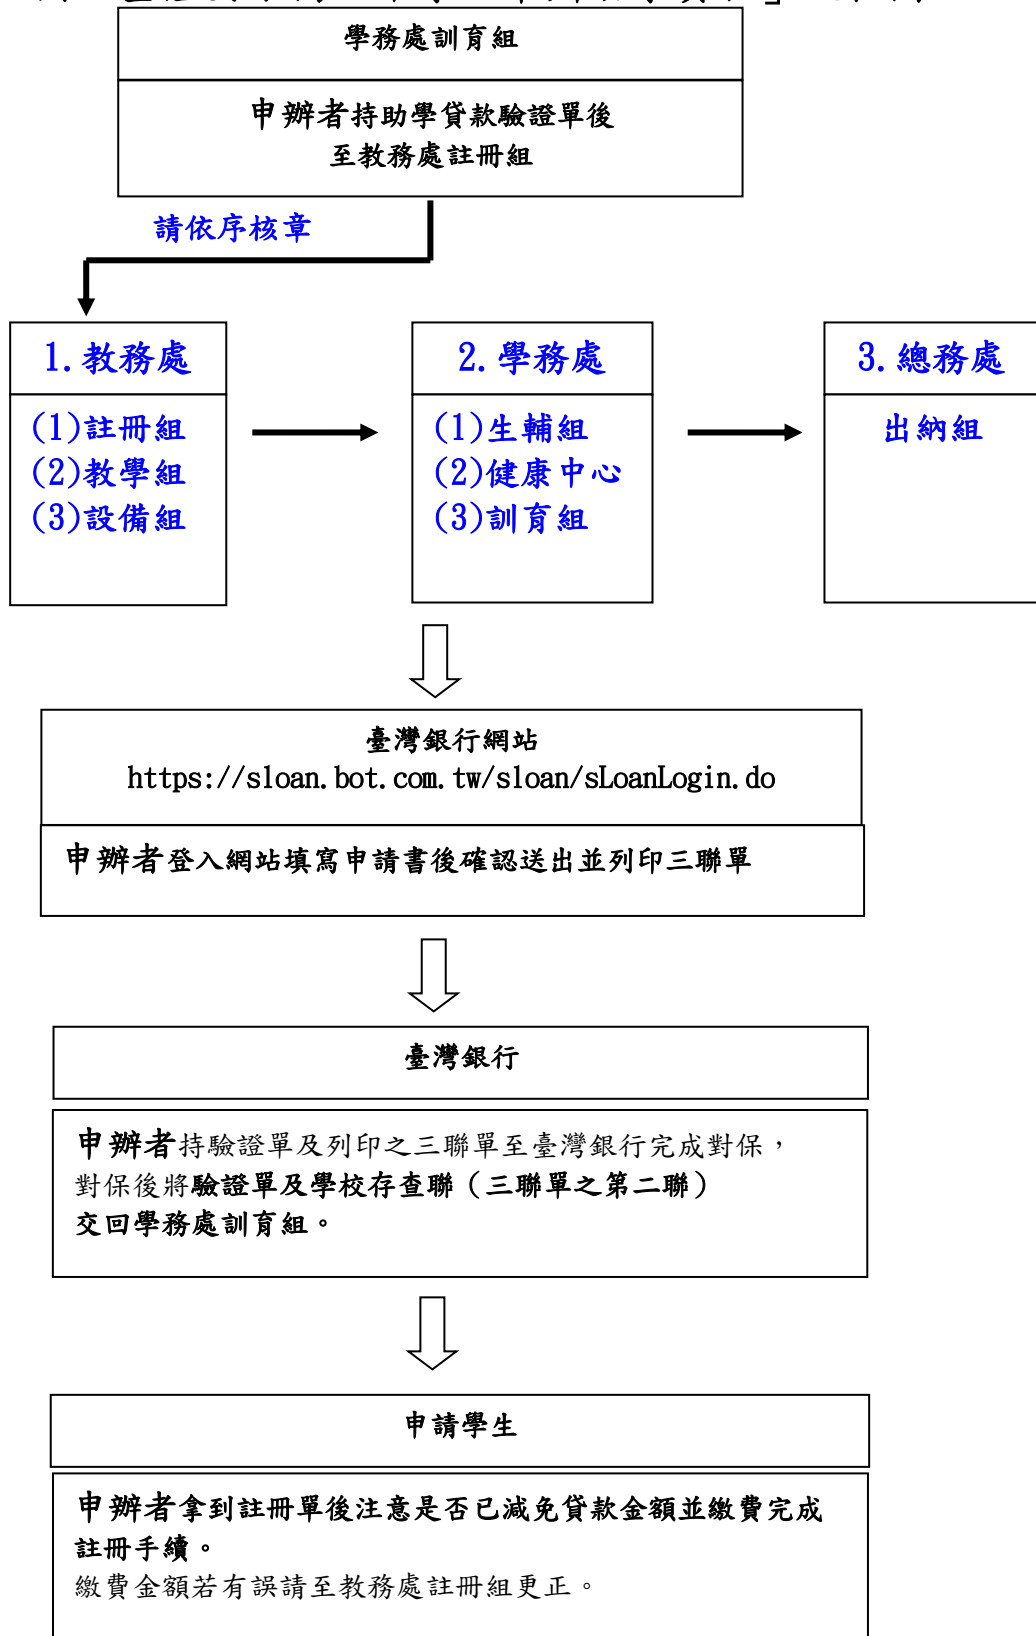 學務處訓育組
申辦者持助學貸款驗證單後
至教務處註冊組
請依序核章
1.教務處
(1)註冊組
(2)教學組
(3)設備組
2.學務處
(1)生輔組
(2)健康中心
(3)訓育組
3.總務處
出納組
臺灣銀行網站
https://sloan.bot.com.tw/sloan/sLoanLogin.do
申辦者登入網站填寫申請書後確認送出並列印三聯單
臺灣銀行
申辦者持驗證單及列印之三聯單至臺灣銀行完成對保，
對保後將驗證單及學校存查聯（三聯單之第二聯）
交回學務處訓育組。
申請學生
申辦者拿到註冊單後注意是否已減免貸款金額並繳費完成
註冊手續。
繳費金額若有誤請至教務處註冊組更正。